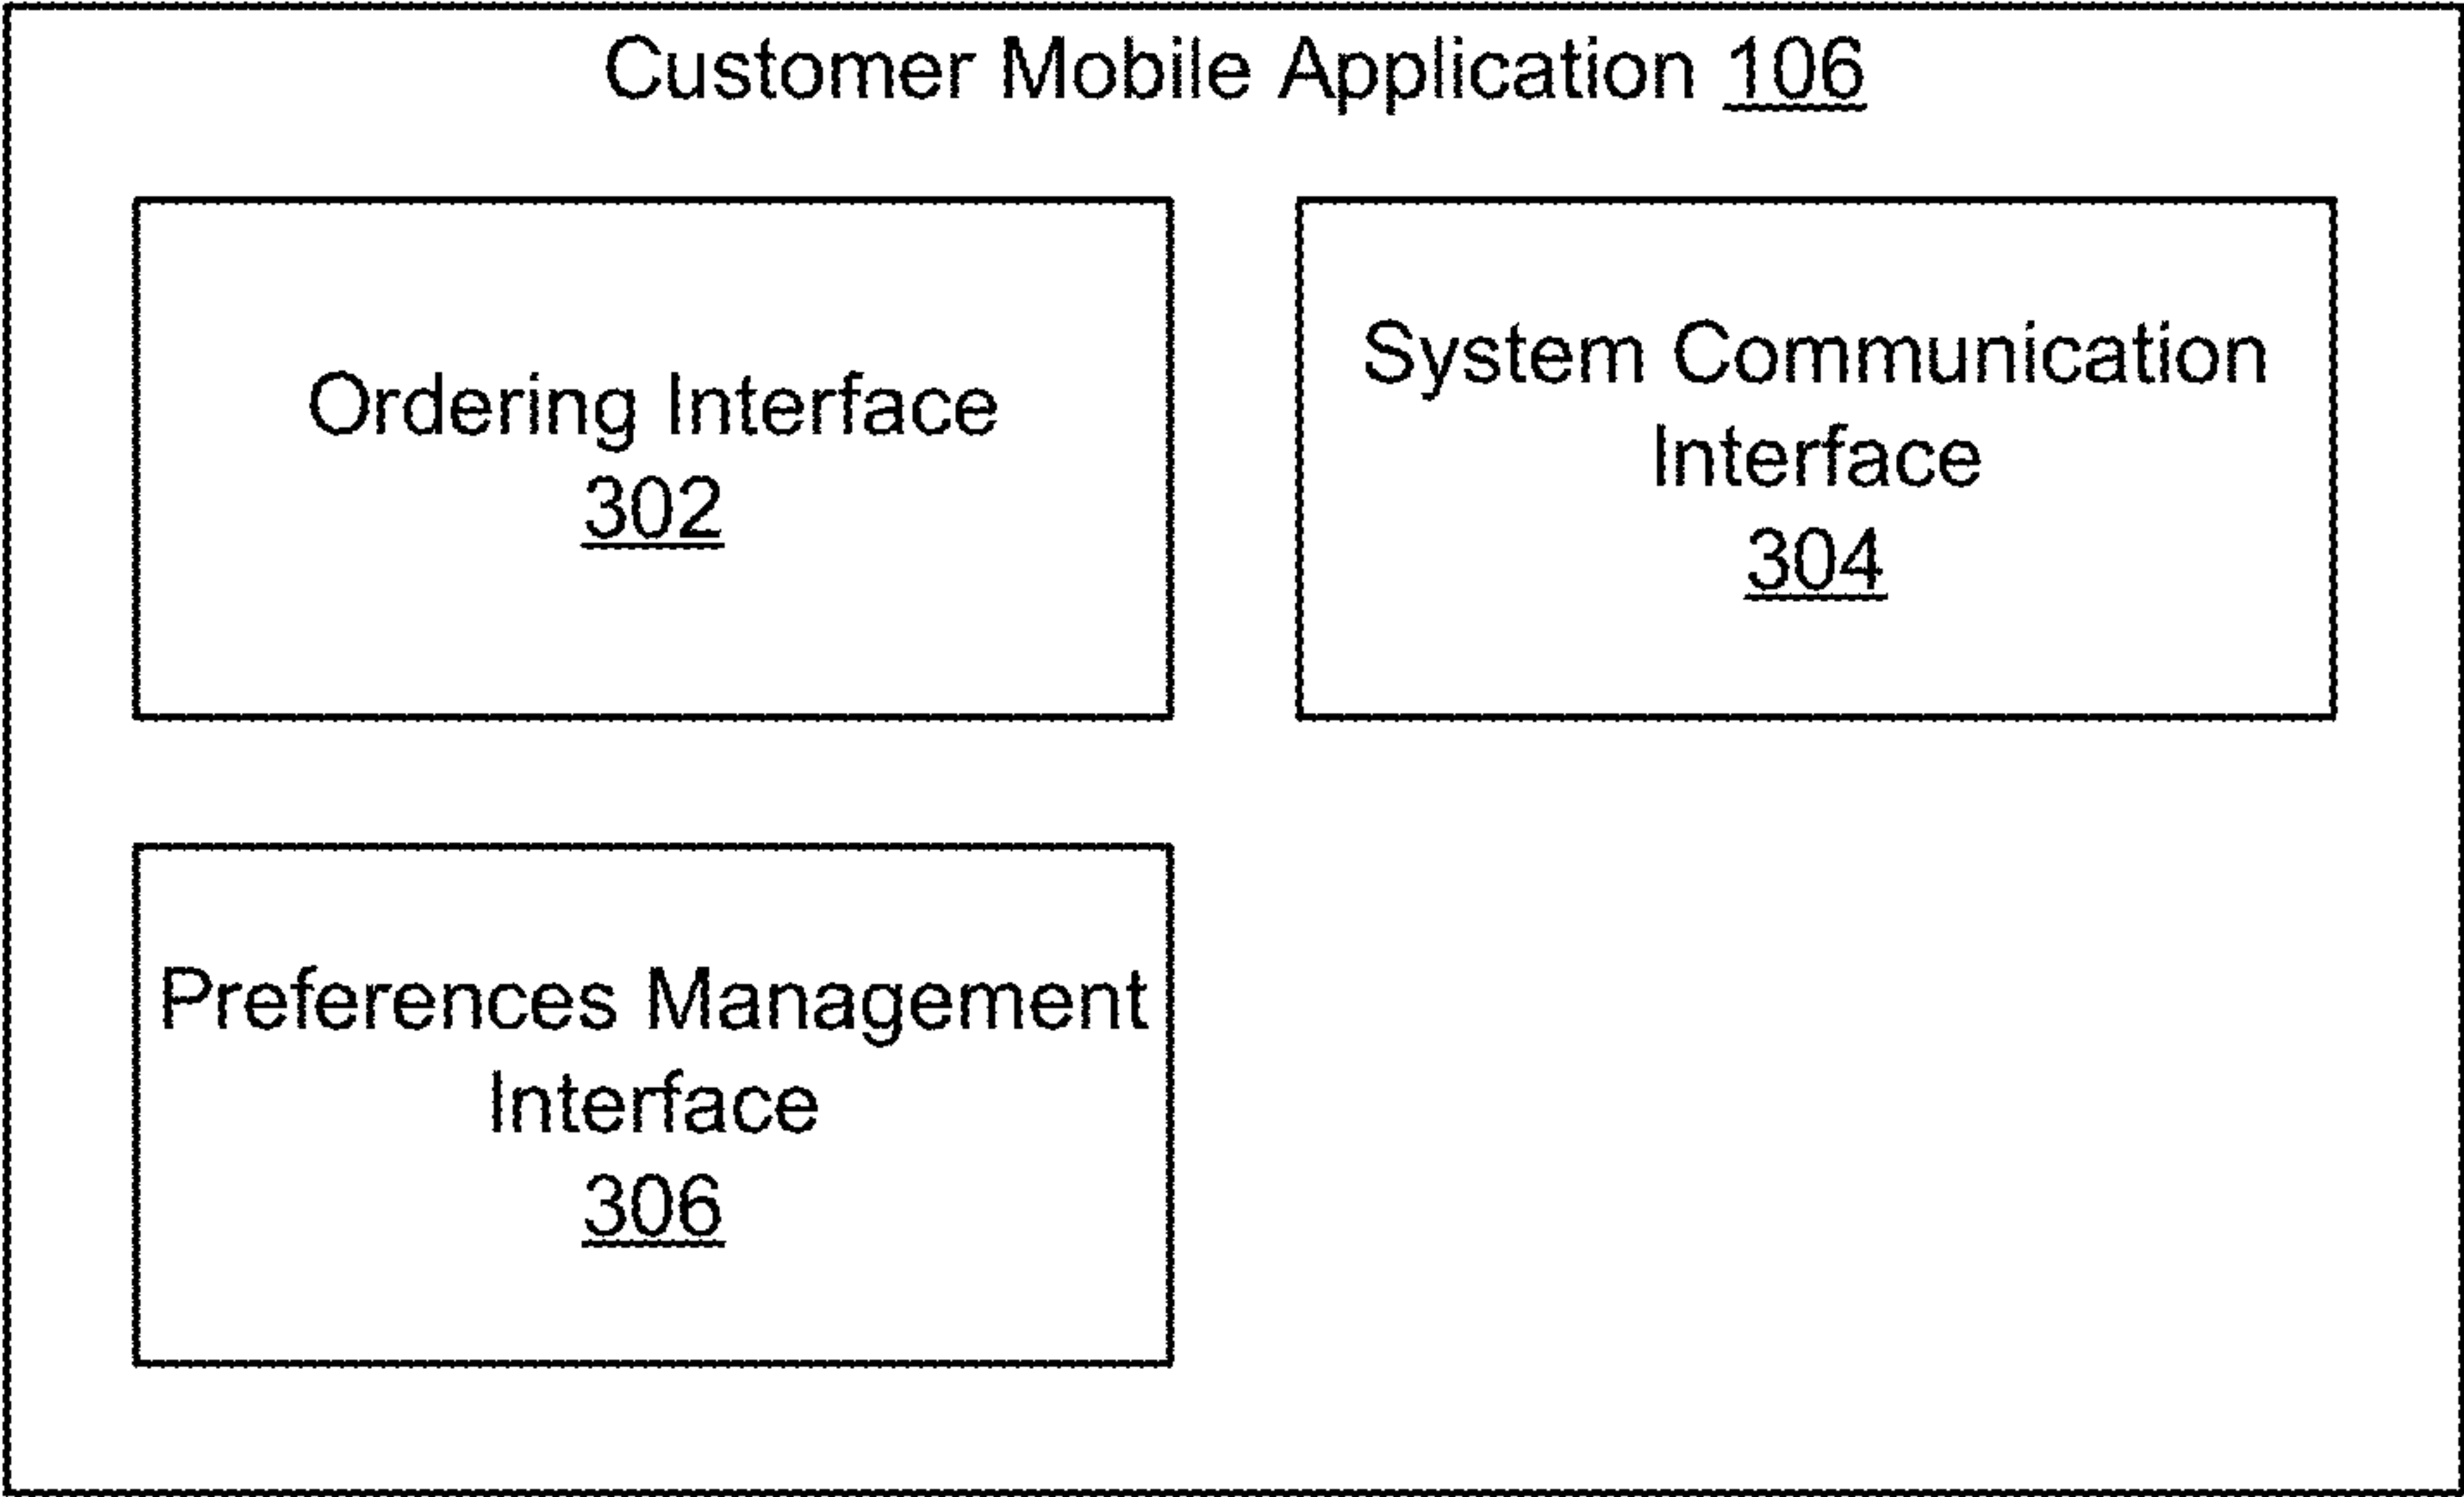 Customer Mobile Application 106
Ordering Interface
302
System Communication
Interface
304
Preferences Management
Interface
306